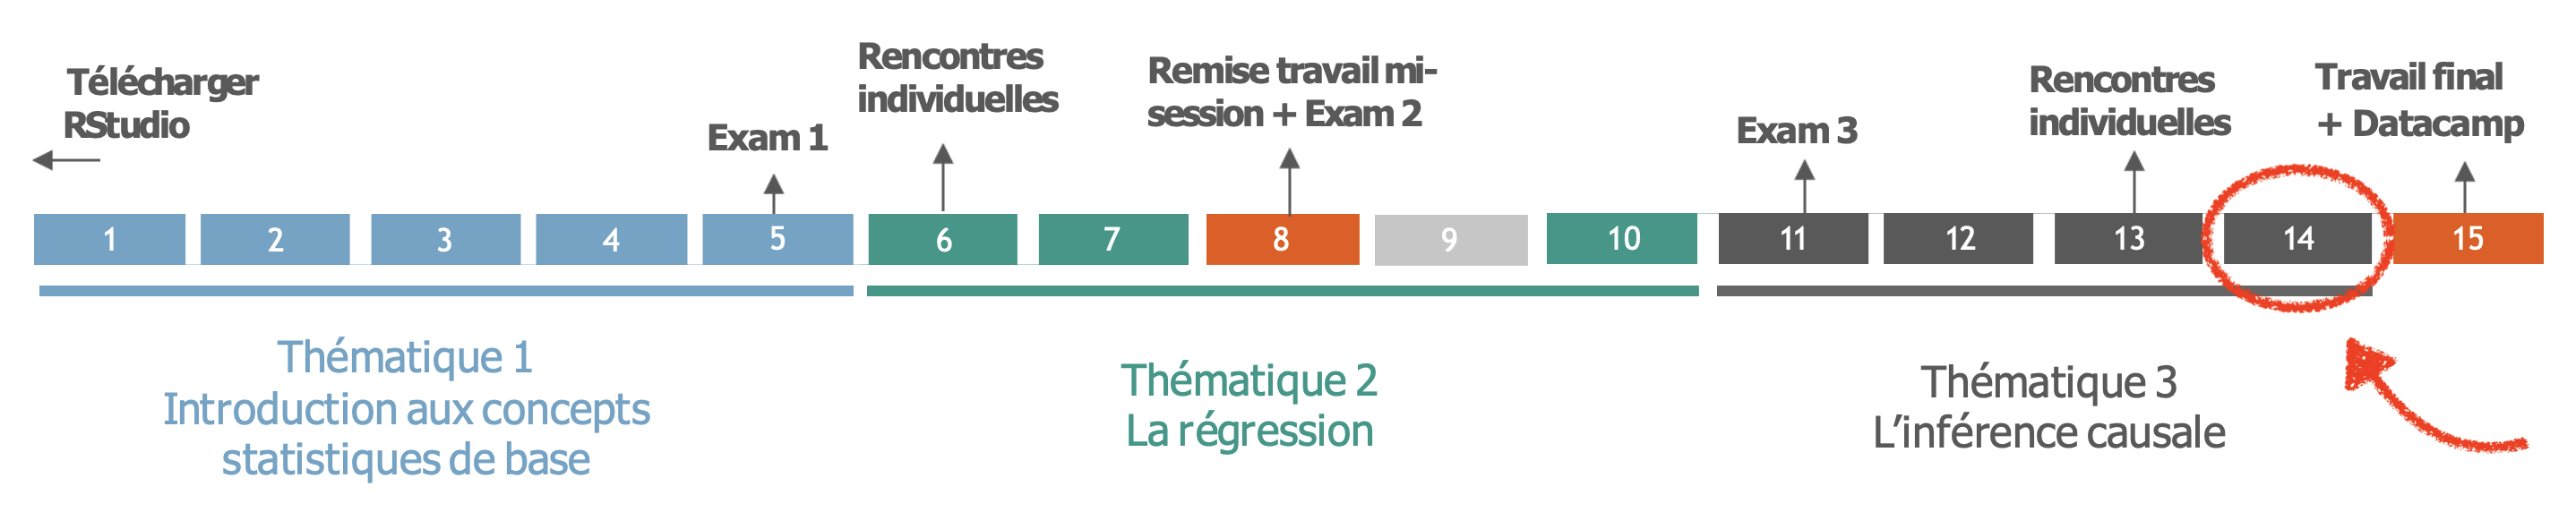 Télécharger
RStudio
Exam 1
Rencontres
individuelles
Remise travail mi-
session + Exam 2
Exam 3
Rencontres
individuelles
Travail final
+ Datacamp
1 2 3 4 5 6 7 8 9 10 11 12 13 14 15
Thématique 1
Introduction aux concepts
statistiques de base
Thématique 2
La régression
Thématique 3
L’inférence causale